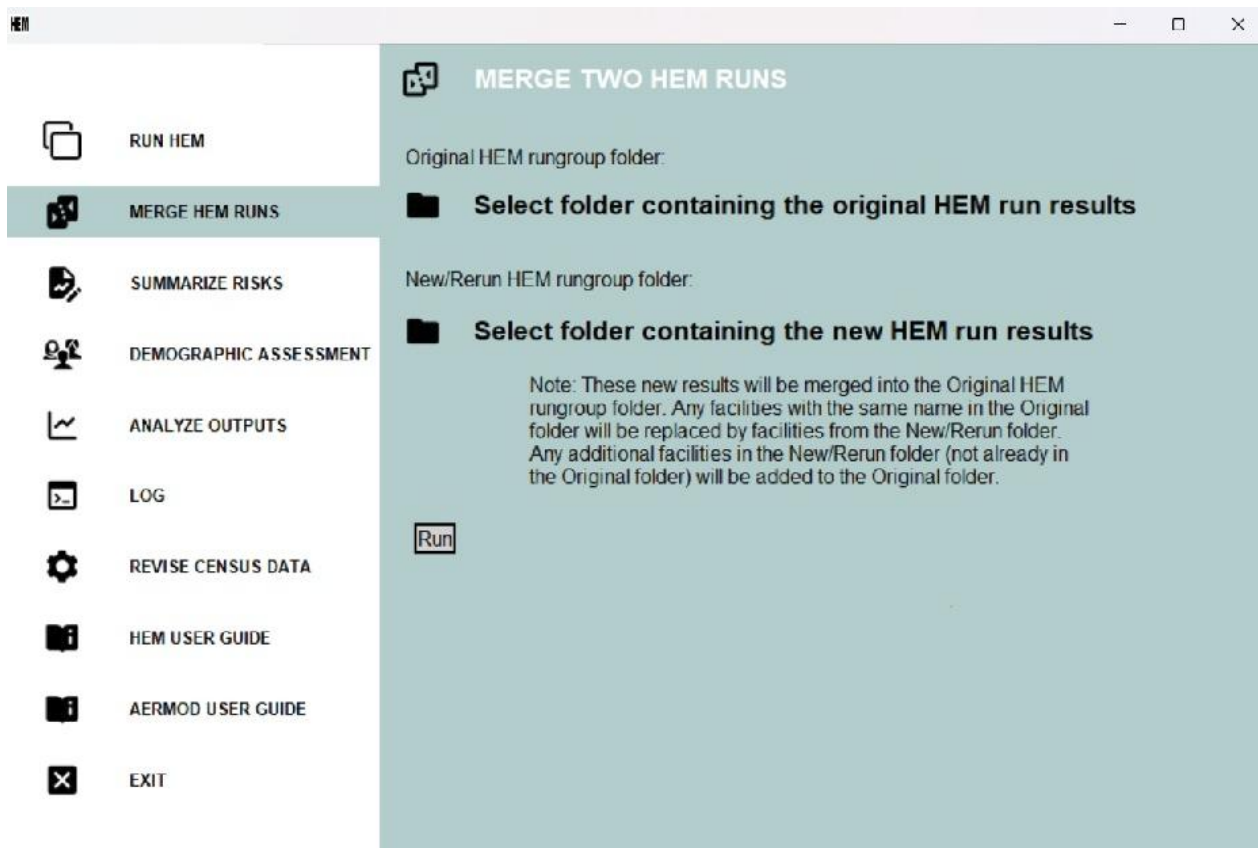 HEM
MERGE TWO HEM RUNS
RUN HEM
MERGE HEM RUNS
SUMMARIZE RISKS
DEMOGRAPHIC ASSESSMENT
ANALYZE OUTPUTS
LOG
REVISE CENSUS DATA
HEM USER GUIDE
AERMOD USER GUIDE
EXIT
Original HEM rungroup folder:
Select folder containing the original HEM run results
New/Rerun HEM rungroup folder:
Select folder containing the new HEM run results
Note: These new results will be merged into the Original HEM
rungroup folder. Any facilities with the same name in the Original
folder will be replaced by facilities from the New/Rerun folder.
Any additional facilities in the New/Rerun folder (not already in
the Original folder) will be added to the Original folder.
Run